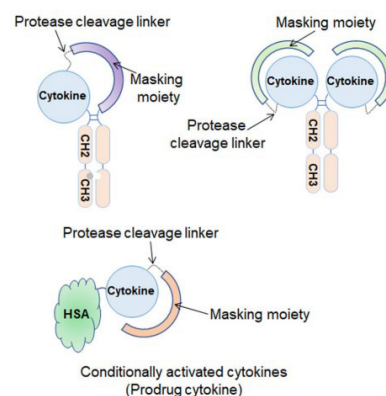 Protease cleavage linker
Cytokine
Masking
moiety
CH2
CH3
Masking moiety
Cytokine
Cytokine
Protease
cleavage linker
CH2
CH3
Protease cleavage linker
HSA
Cytokine
Masking moiety
Conditionally activated cytokines
(Prodrug cytokine)